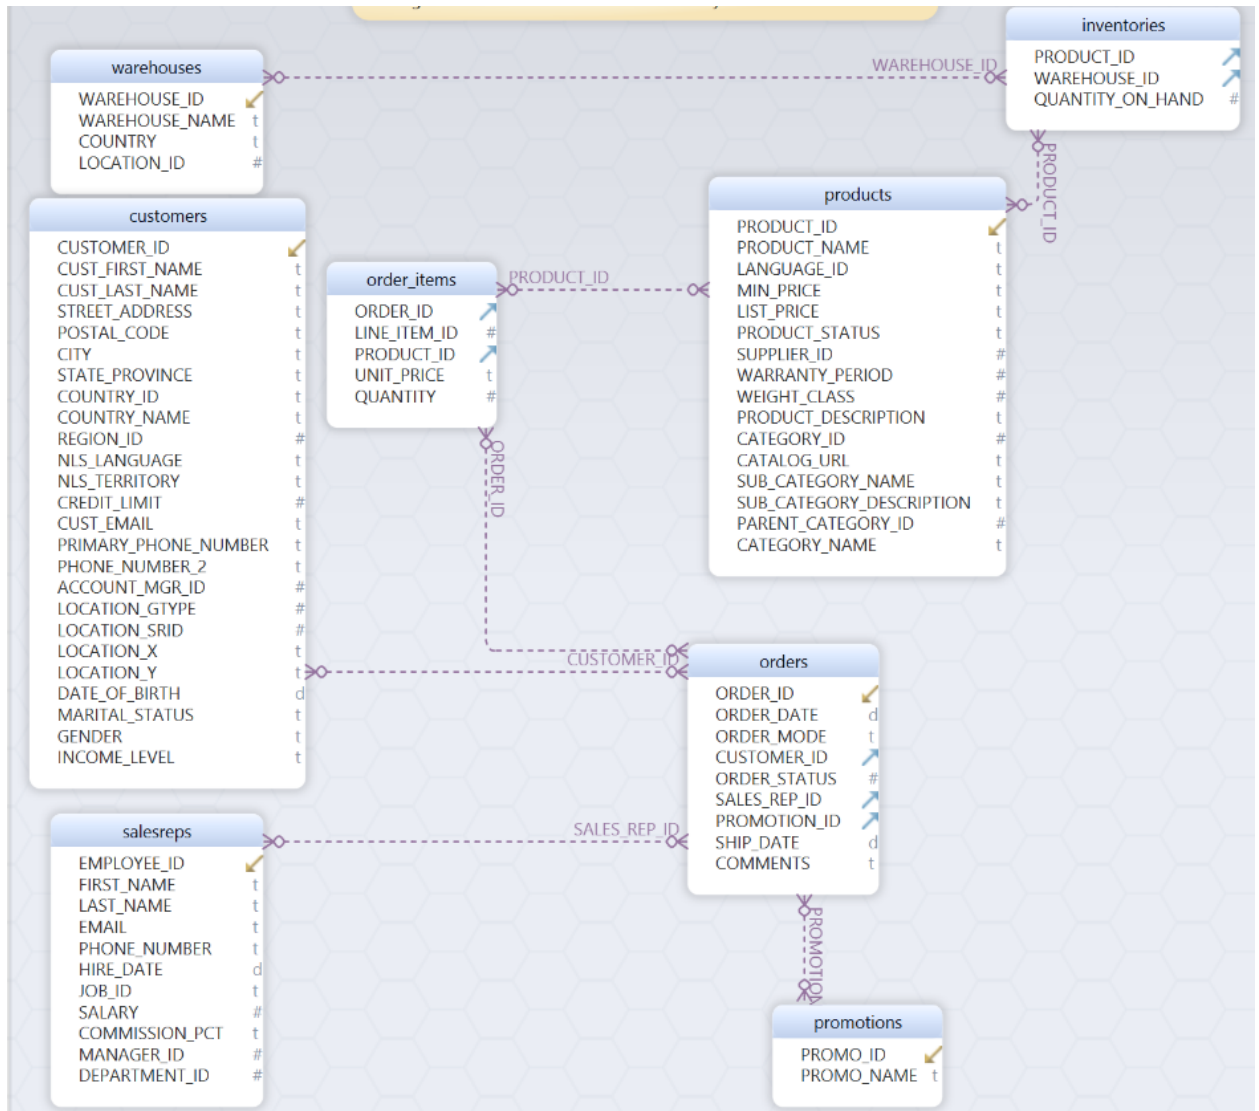 warehouses
WAREHOUSE_ID
WAREHOUSE_NAME t
COUNTRY t
LOCATION_ID #
WAREHOUSE_ID
inventories
PRODUCT_ID
WAREHOUSE_ID
QUANTITY_ON_HAND #
PRODUCT_ID
customers
CUSTOMER_ID
CUST_FIRST_NAME t
CUST_LAST_NAME t
STREET_ADDRESS t
POSTAL_CODE t
CITY t
STATE_PROVINCE t
COUNTRY_ID t
COUNTRY_NAME t
REGION_ID #
NLS_LANGUAGE t
NLS_TERRITORY t
CREDIT_LIMIT #
CUST_EMAIL t
PRIMARY_PHONE_NUMBER t
PHONE_NUMBER_2 t
ACCOUNT_MGR_ID #
LOCATION_GTYPE #
LOCATION_SRID #
LOCATION_X t
LOCATION_Y t
DATE_OF_BIRTH d
MARITAL_STATUS t
GENDER t
INCOME_LEVEL t
order_items
ORDER_ID
LINE_ITEM_ID #
PRODUCT_ID
UNIT_PRICE t
QUANTITY #
PRODUCT_ID
ORDER_ID
products
PRODUCT_ID
PRODUCT_NAME t
LANGUAGE_ID t
MIN_PRICE t
LIST_PRICE t
PRODUCT_STATUS t
SUPPLIER_ID #
WARRANTY_PERIOD #
WEIGHT_CLASS #
PRODUCT_DESCRIPTION t
CATEGORY_ID #
CATALOG_URL t
SUB_CATEGORY_NAME t
SUB_CATEGORY_DESCRIPTION t
PARENT_CATEGORY_ID #
CATEGORY_NAME t
CUSTOMER_ID
orders
ORDER_ID
ORDER_DATE d
ORDER_MODE t
CUSTOMER_ID
ORDER_STATUS #
SALES_REP_ID
PROMOTION_ID
SHIP_DATE d
COMMENTS t
SALES_REP_ID
salesreps
EMPLOYEE_ID
FIRST_NAME t
LAST_NAME t
EMAIL t
PHONE_NUMBER t
HIRE_DATE d
JOB_ID t
SALARY #
COMMISSION_PCT t
MANAGER_ID #
DEPARTMENT_ID #
PROMOTION
promotions
PROMO_ID
PROMO_NAME t